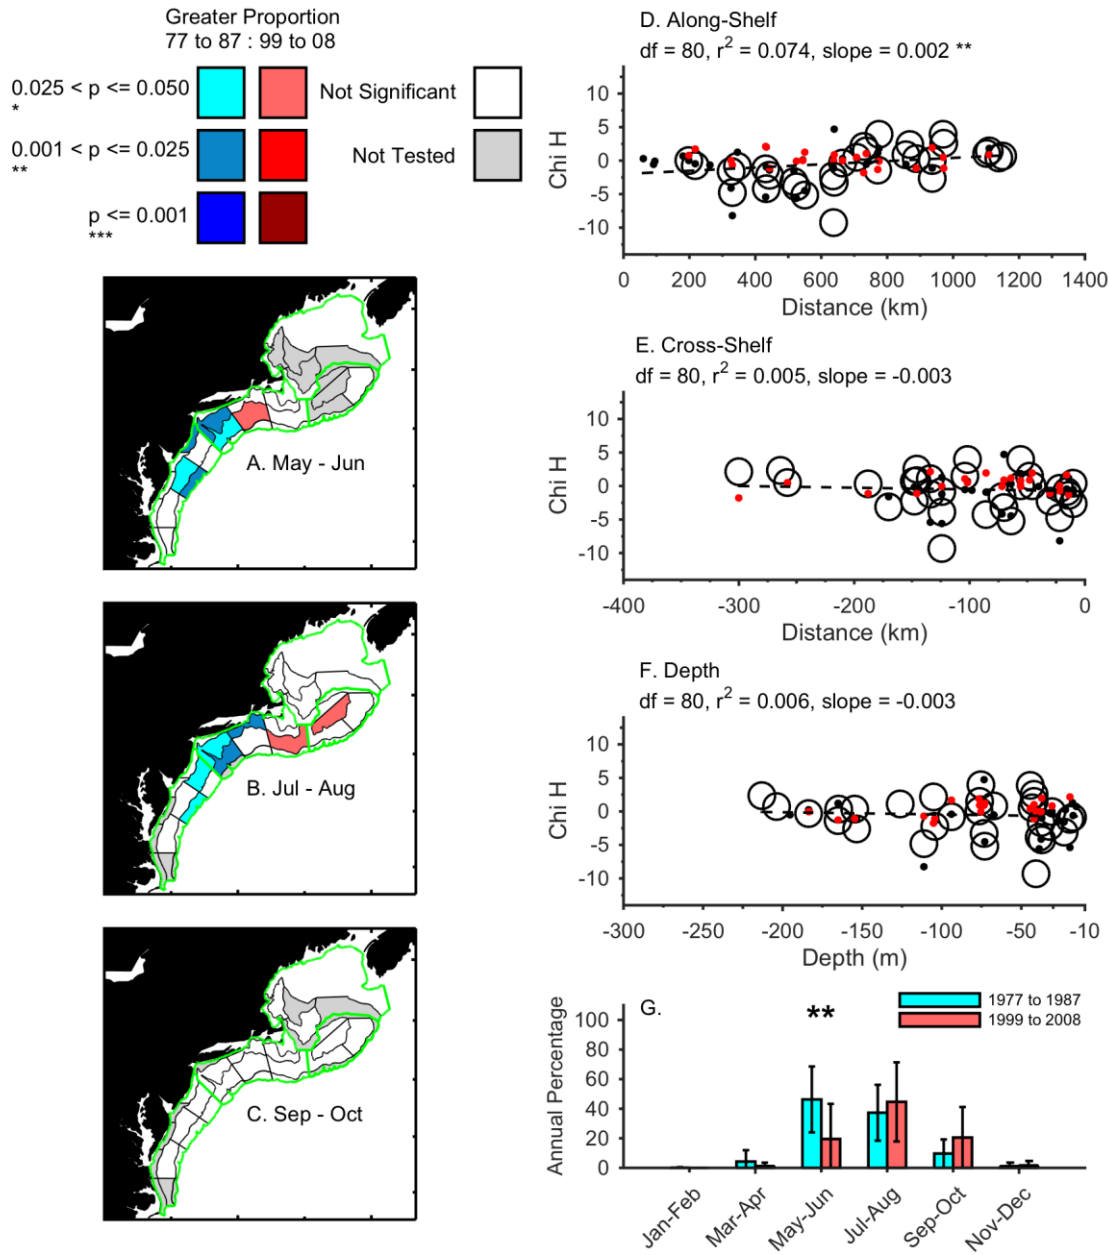 Greater Proportion
77 to 87 : 99 to 08
0.025 < p <= 0.050
*
Not Significant
0.001 < p <= 0.025
**
Not Tested
p <= 0.001
***
A. May - Jun
B. Jul - Aug
C. Sep - Oct
D. Along-Shelf
df = 80, r² = 0.074, slope = 0.002 **
10
5
0
-5
-10
Chi H
0 200 400 600 800 1000 1200 1400
Distance (km)
E. Cross-Shelf
df = 80, r² = 0.005, slope = -0.003
10
5
0
-5
-10
Chi H
-400 -300 -200 -100 0
Distance (km)
F. Depth
df = 80, r² = 0.006, slope = -0.003
10
5
0
-5
-10
Chi H
-300 -250 -200 -150 -100 -50 -10
Depth (m)
G.
**
1977 to 1987
1999 to 2008
100
80
60
40
20
0
Annual Percentage
Jan-Feb Mar-Apr May-Jun Jul-Aug Sep-Oct Nov-Dec